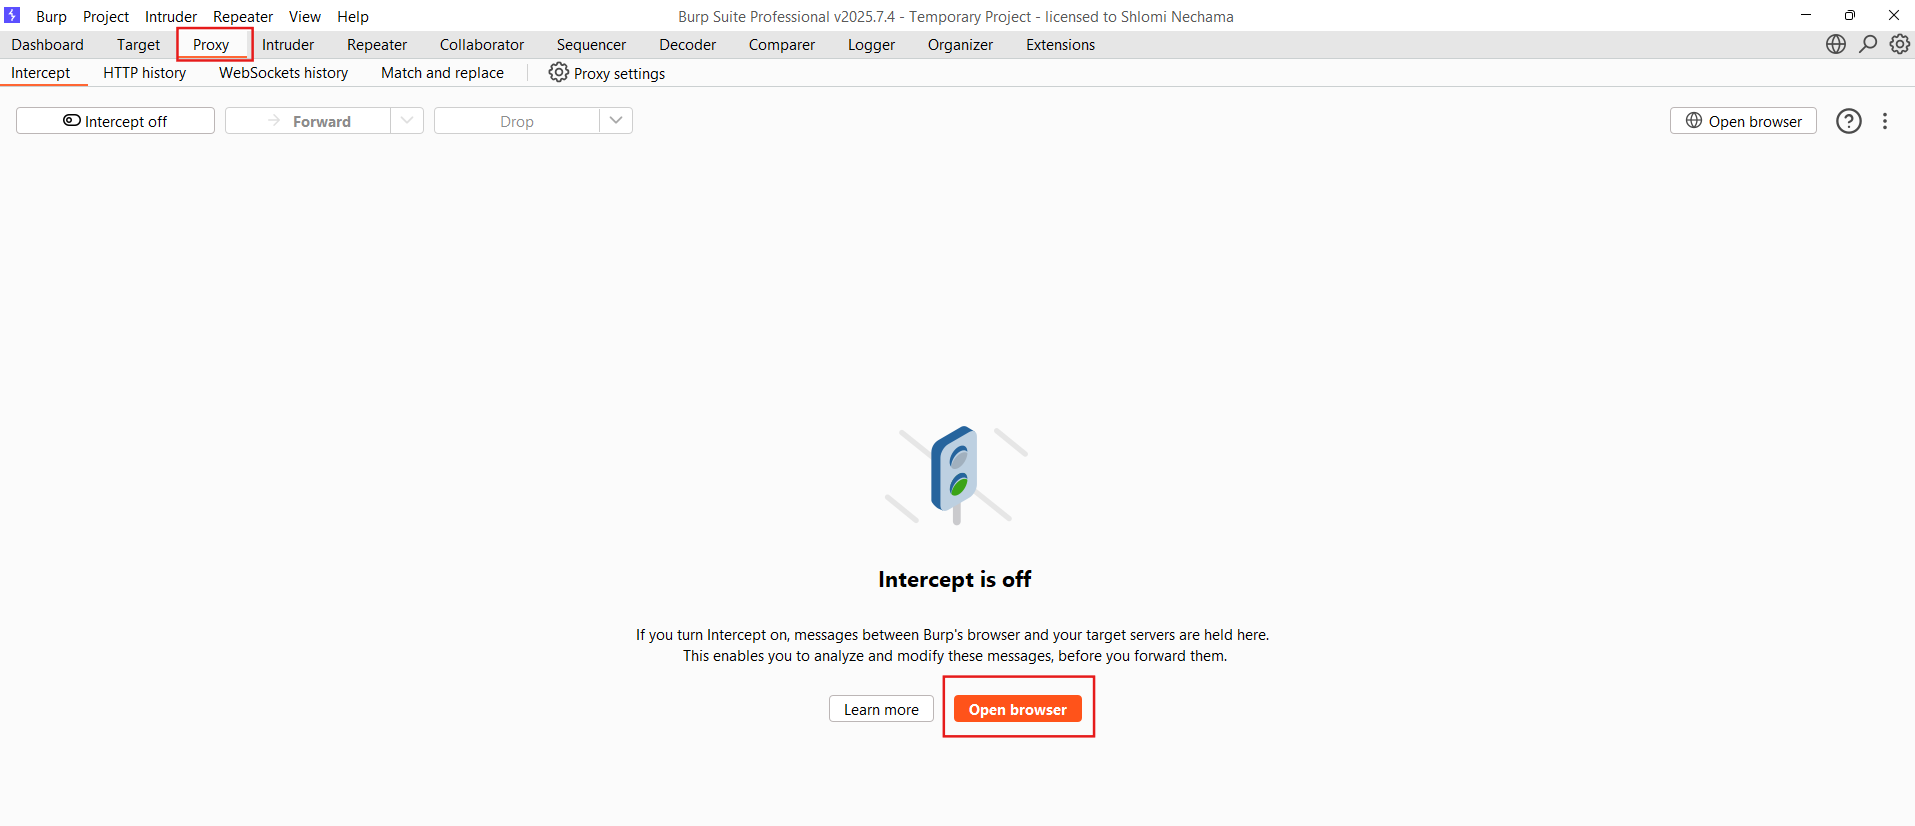 Burp Project Intruder Repeater View Help Burp Suite Professional v2025.7.4 - Temporary Project - licensed to Shlomi Nechama
Dashboard Target Proxy Intruder Repeater Collaborator Sequencer Decoder Comparer Logger Organizer Extensions
Intercept HTTP history WebSockets history Match and replace Proxy settings
Intercept off Forward Drop Open browser
Intercept is off
If you turn Intercept on, messages between Burp's browser and your target servers are held here.
This enables you to analyze and modify these messages, before you forward them.
Learn more Open browser